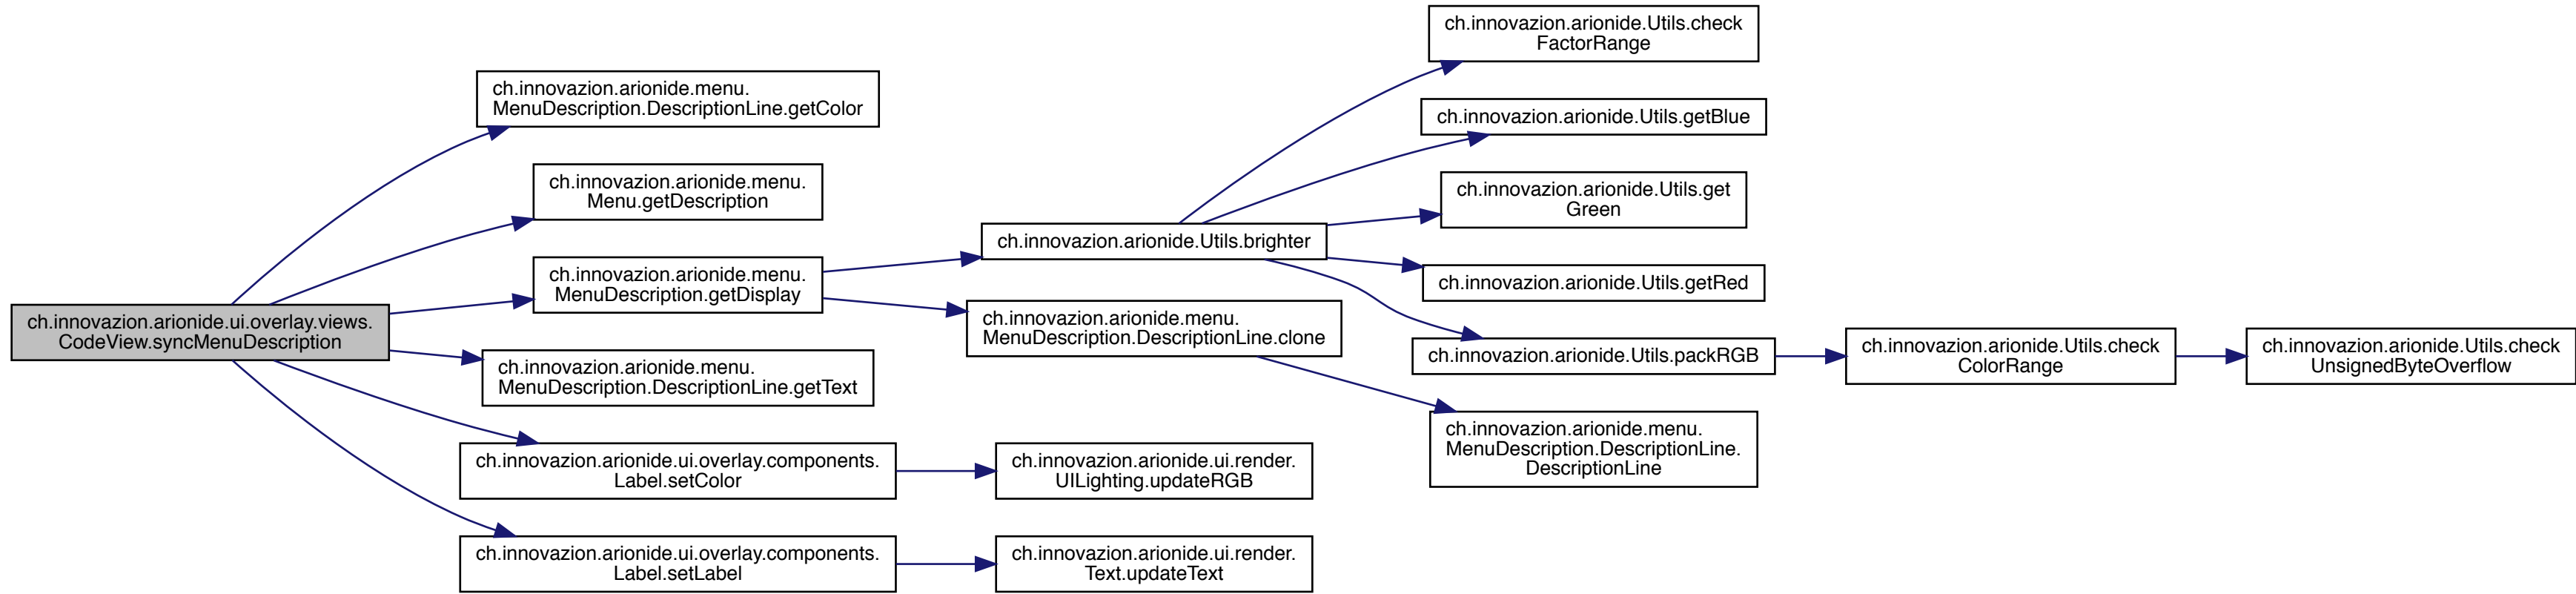 ch.innovazion.arionide.ui.overlay.views.
CodeView.syncMenuDescription
ch.innovazion.arionide.menu.
MenuDescription.DescriptionLine.getColor
ch.innovazion.arionide.menu.
Menu.getDescription
ch.innovazion.arionide.menu.
MenuDescription.getDisplay
ch.innovazion.arionide.menu.
MenuDescription.DescriptionLine.getText
ch.innovazion.arionide.ui.overlay.components.
Label.setColor
ch.innovazion.arionide.ui.overlay.components.
Label.setLabel
ch.innovazion.arionide.Utils.brighter
ch.innovazion.arionide.menu.
MenuDescription.DescriptionLine.clone
ch.innovazion.arionide.ui.render.
UILighting.updateRGB
ch.innovazion.arionide.ui.render.
Text.updateText
ch.innovazion.arionide.Utils.check
FactorRange
ch.innovazion.arionide.Utils.getBlue
ch.innovazion.arionide.Utils.get
Green
ch.innovazion.arionide.Utils.getRed
ch.innovazion.arionide.Utils.packRGB
ch.innovazion.arionide.menu.
MenuDescription.DescriptionLine.
DescriptionLine
ch.innovazion.arionide.Utils.check
ColorRange
ch.innovazion.arionide.Utils.check
UnsignedByteOverflow